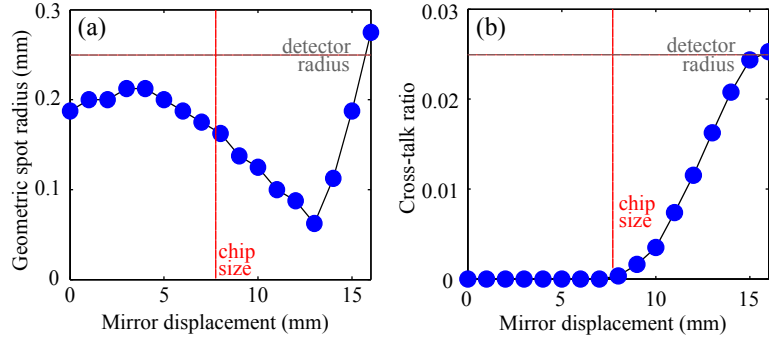 (a)
Geometric spot radius (mm)
0.3
0.2
0.1
0
detector
radius
chip
size
0
5
10
15
Mirror displacement (mm)
(b)
Cross-talk ratio
0.03
0.02
0.01
0
detector
radius
chip
size
0
5
10
15
Mirror displacement (mm)